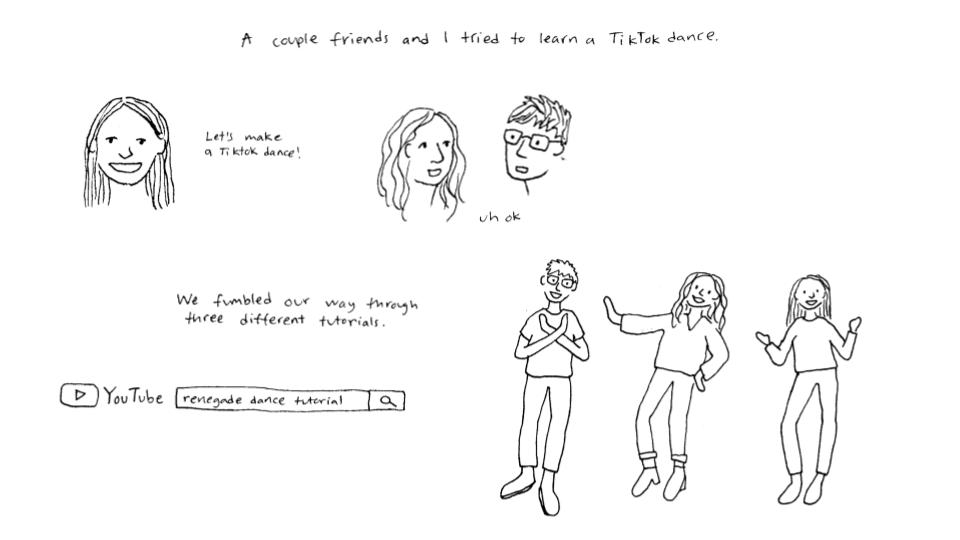 A couple friends and I tried to learn a TikTok dance.
Let's make
a Tiktok dance!
uh ok
We fumbled our way through
three different tutorials.
YouTube renegade dance tutorial